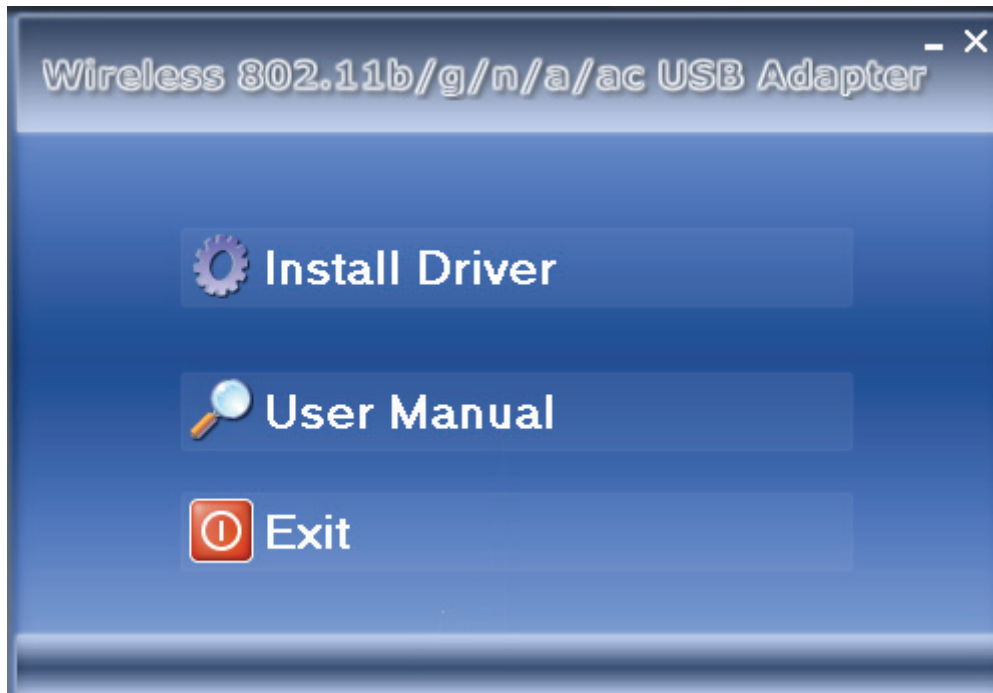 Wireless 802.11b/g/n/a/ac USB Adapter
Install Driver
User Manual
Exit